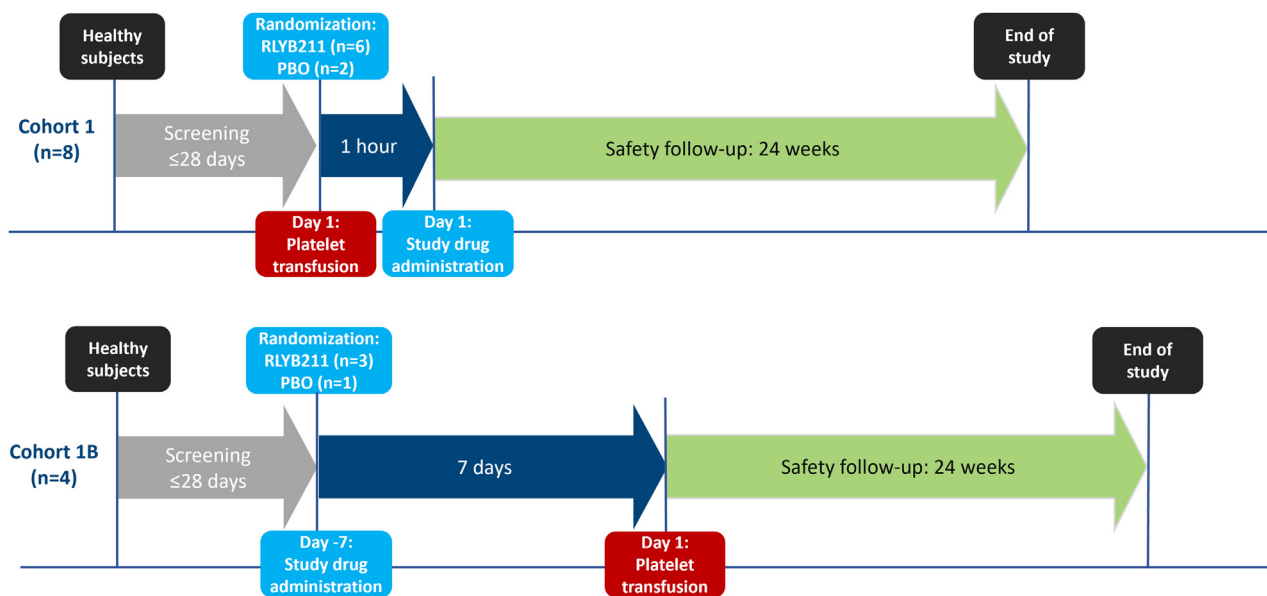 Healthy
subjects
Randomization:
RLYB211 (n=6)
PBO (n=2)
End of
study
Cohort 1
(n=8)
Screening
≤28 days
1 hour
Safety follow-up: 24 weeks
Day 1:
Platelet
transfusion
Day 1:
Study drug
administration
Healthy
subjects
Randomization:
RLYB211 (n=3)
PBO (n=1)
End of
study
Cohort 1B
(n=4)
Screening
≤28 days
7 days
Safety follow-up: 24 weeks
Day -7:
Study drug
administration
Day 1:
Platelet
transfusion